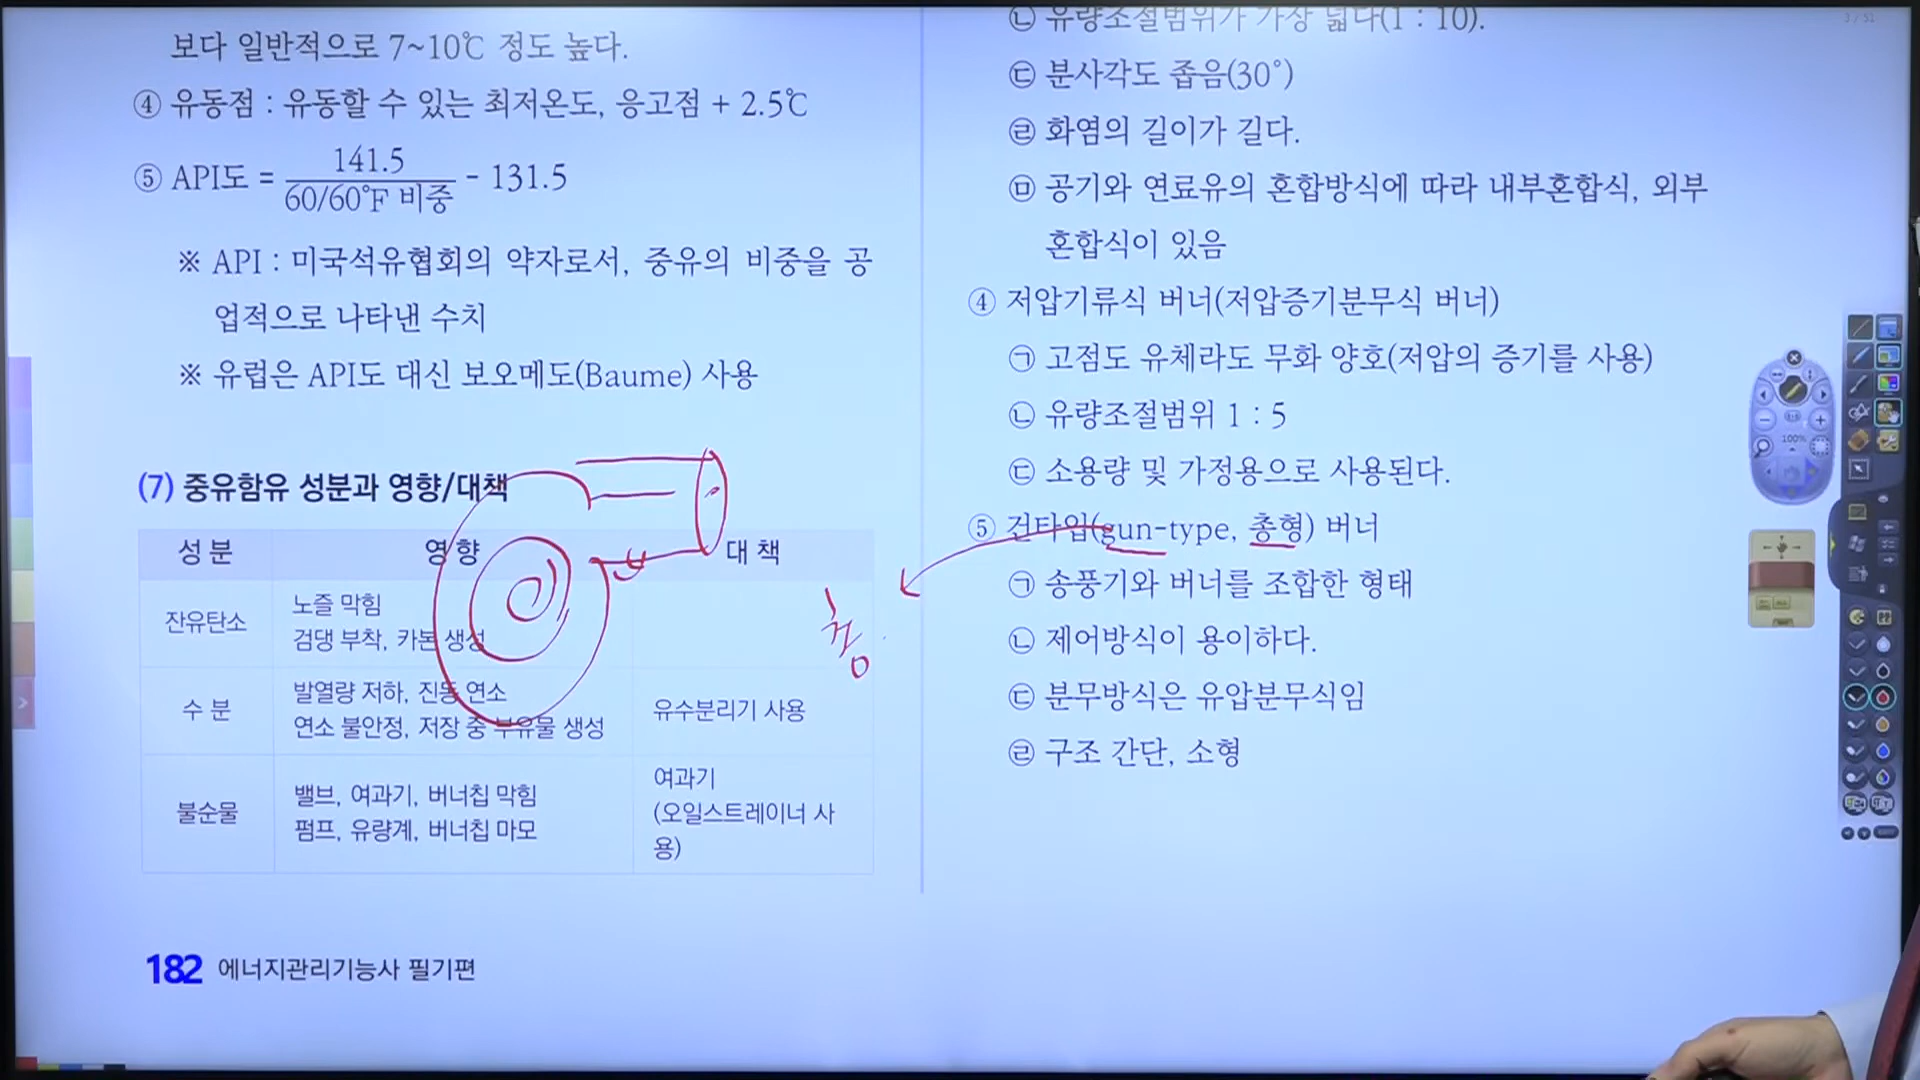 보다 일반적으로 7~10℃ 정도 높다.
④ 유동점 : 유동할 수 있는 최저온도, 응고점 + 2.5℃
⑤ API도 = 141.5 / 60/60°F 비중 - 131.5
※ API : 미국석유협회의 약자로서, 중유의 비중을 공
업적으로 나타낸 수치
※ 유럽은 API도 대신 보오메도(Baume) 사용
(7) 중유함유 성분과 영향/대책
성 분 영 향 대 책
잔유탄소
노즐 막힘
검댕 부착, 카본 생성
수 분
발열량 저하, 진동 연소
연소 불안정, 저장 중 부유물 생성
유수분리기 사용
불순물
밸브, 여과기, 버너칩 막힘
펌프, 유량계, 버너칩 마모
여과기
(오일스트레이너 사
용)
182 에너지관리기능사 필기편
㉡ 유량조절범위가 가장 넓다(1 : 10).
㉢ 분사각도 좁음(30°)
㉣ 화염의 길이가 길다.
㉤ 공기와 연료유의 혼합방식에 따라 내부혼합식, 외부
혼합식이 있음
④ 저압기류식 버너(저압증기분무식 버너)
㉠ 고점도 유체라도 무화 양호(저압의 증기를 사용)
㉡ 유량조절범위 1 : 5
㉢ 소용량 및 가정용으로 사용된다.
⑤ 건타입(gun-type, 총형) 버너
㉠ 송풍기와 버너를 조합한 형태
㉡ 제어방식이 용이하다.
㉢ 분무방식은 유압분무식임
㉣ 구조 간단, 소형
3 / 51
100%